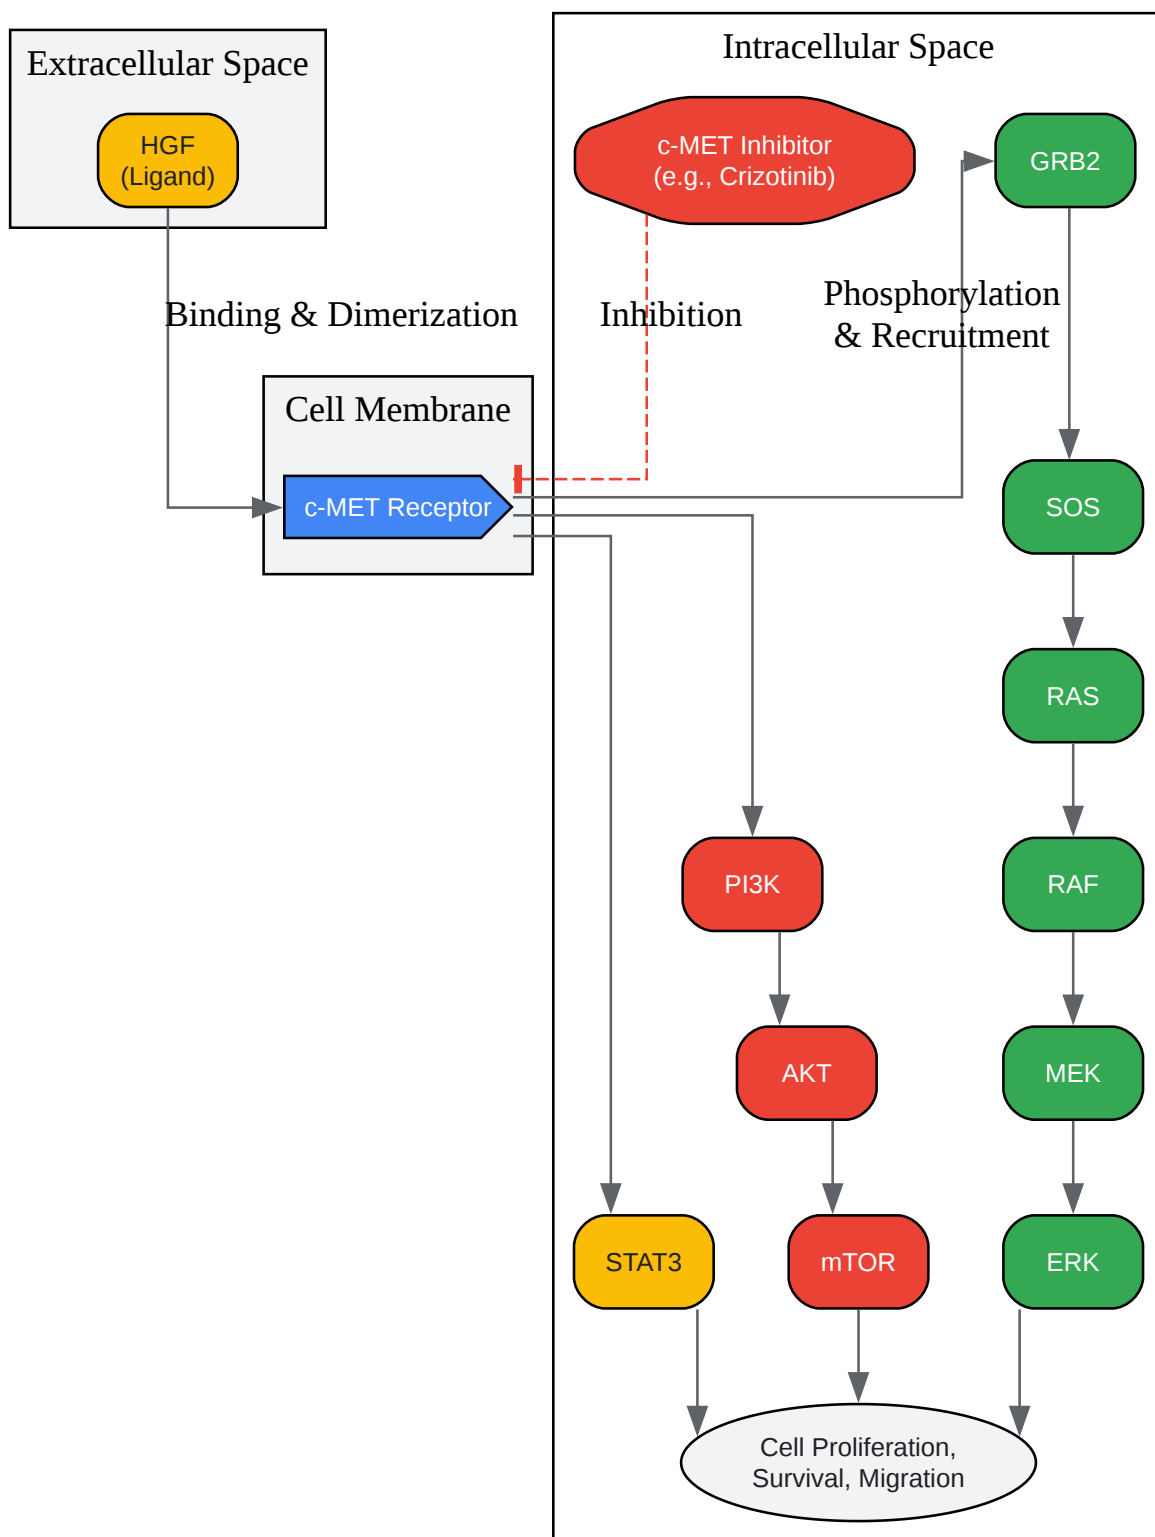 Extracellular Space
HGF
(Ligand)
Intracellular Space
c-MET Inhibitor
(e.g., Crizotinib)
GRB2
Binding & Dimerization
Inhibition
Phosphorylation
& Recruitment
Cell Membrane
c-MET Receptor
SOS
RAS
PI3K
RAF
AKT
MEK
STAT3
mTOR
ERK
Cell Proliferation,
Survival, Migration